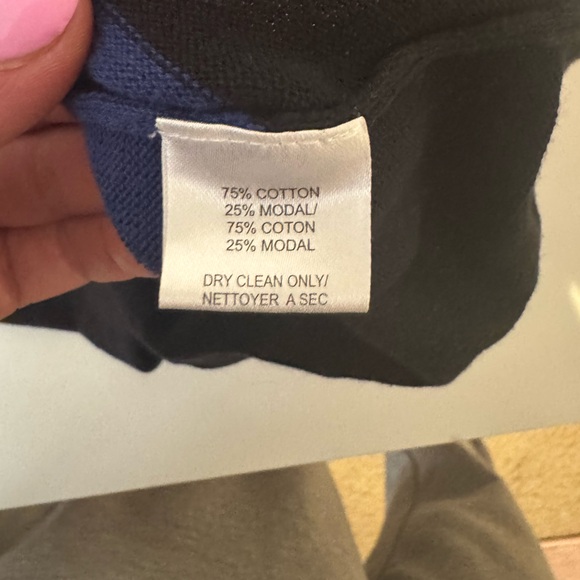 75% COTTON
25% MODAL/
75% COTON
25% MODAL
DRY CLEAN ONLY/
NETTOYER A SEC